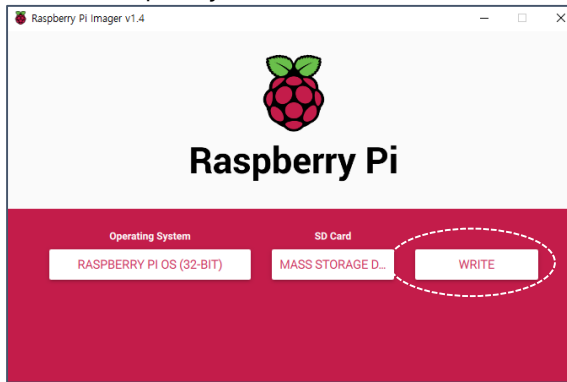 Raspberry Pi Imager v1.4
Raspberry Pi
Operating System
SD Card
RASPBERRY PI OS (32-BIT)
MASS STORAGE D...
WRITE